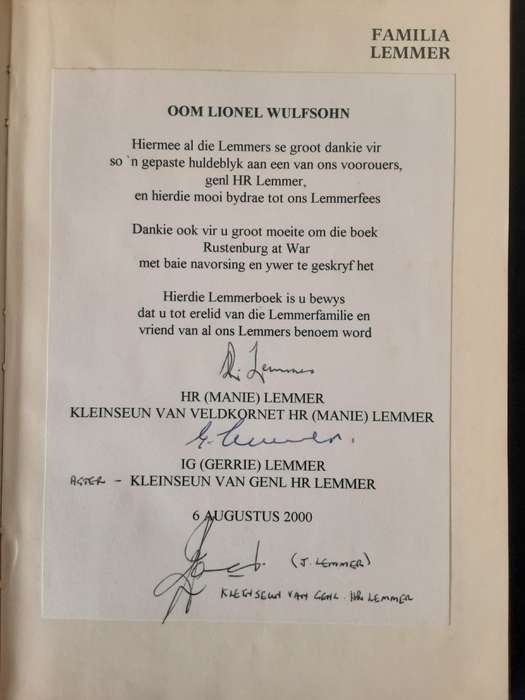 FAMILIA
LEMMER
OOM LIONEL WULFSOHN
Hiermee al die Lemmers se groot dankie vir
so `n gepaste huldeblyk aan een van ons voorouers,
genl HR Lemmer,
en hierdie mooi bydrae tot ons Lemmerfees
Dankie ook vir u groot moeite om die boek
Rustenburg at War
met baie navorsing en ywer te geskryf het
Hierdie Lemmerboek is u bewys
dat u tot erelid van die Lemmerfamilie en
vriend van al ons Lemmers benoem word
HR (MANIE) LEMMER
KLEINSEUN VAN VELDKORNET HR (MANIE) LEMMER
IG (GERRIE) LEMMER
AGTER - KLEINSEUN VAN GENL HR LEMMER
6 AUGUSTUS 2000
(J. LEMMER)
KLEINSEUN VAN GENL. HR LEMMER